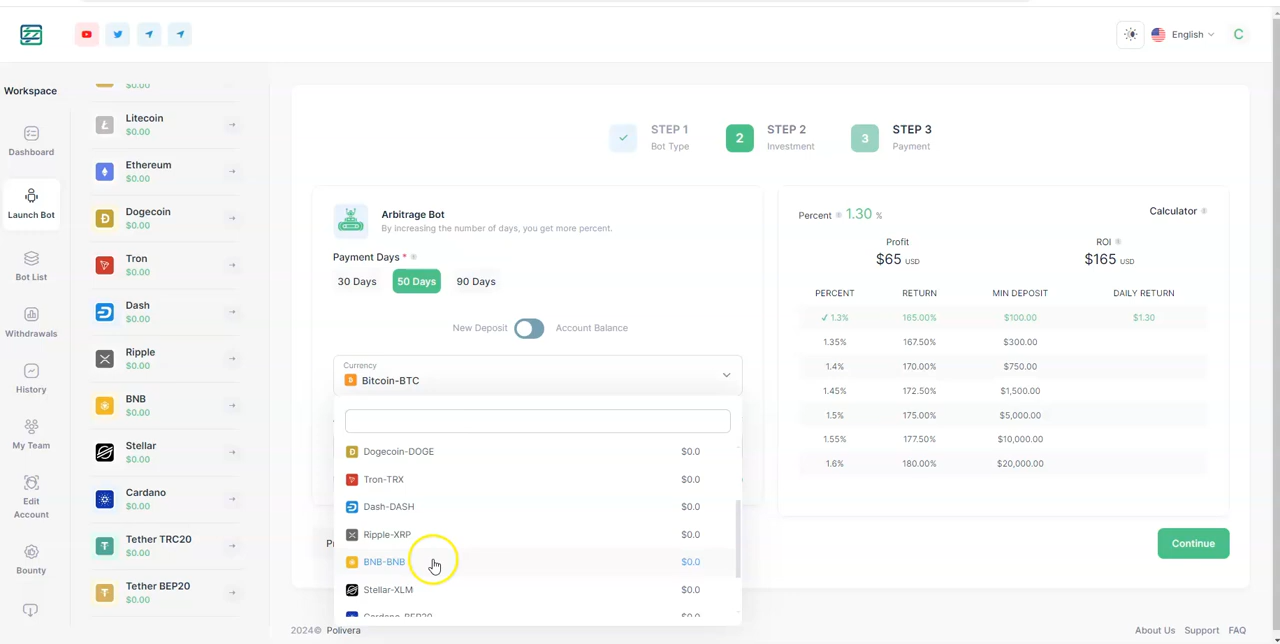 English
C
Workspace
Dashboard
Launch Bot
Bot List
Withdrawals
History
My Team
Edit
Account
Bounty
$0.00
Litecoin
$0.00
Ethereum
$0.00
Dogecoin
$0.00
Tron
$0.00
Dash
$0.00
Ripple
$0.00
BNB
$0.00
Stellar
$0.00
Cardano
$0.00
Tether TRC20
$0.00
Tether BEP20
$0.00
STEP 1
Bot Type
2
STEP 2
Investment
3
STEP 3
Payment
Arbitrage Bot
By increasing the number of days, you get more percent.
Payment Days *
30 Days 50 Days 90 Days
New Deposit Account Balance
Currency
Bitcoin-BTC
Dogecoin-DOGE $0.0
Tron-TRX $0.0
Dash-DASH $0.0
Ripple-XRP $0.0
BNB-BNB $0.0
Stellar-XLM $0.0
Cardano-BEP20 $0.0
Percent 1.30 %
Calculator
Profit
$65 USD
ROI
$165 USD
PERCENT RETURN MIN DEPOSIT DAILY RETURN
✓ 1.3% 165.00% $100.00 $1.30
1.35% 167.50% $300.00
1.4% 170.00% $750.00
1.45% 172.50% $1,500.00
1.5% 175.00% $5,000.00
1.55% 177.50% $10,000.00
1.6% 180.00% $20,000.00
Continue
2024© Polivera
About Us Support FAQ